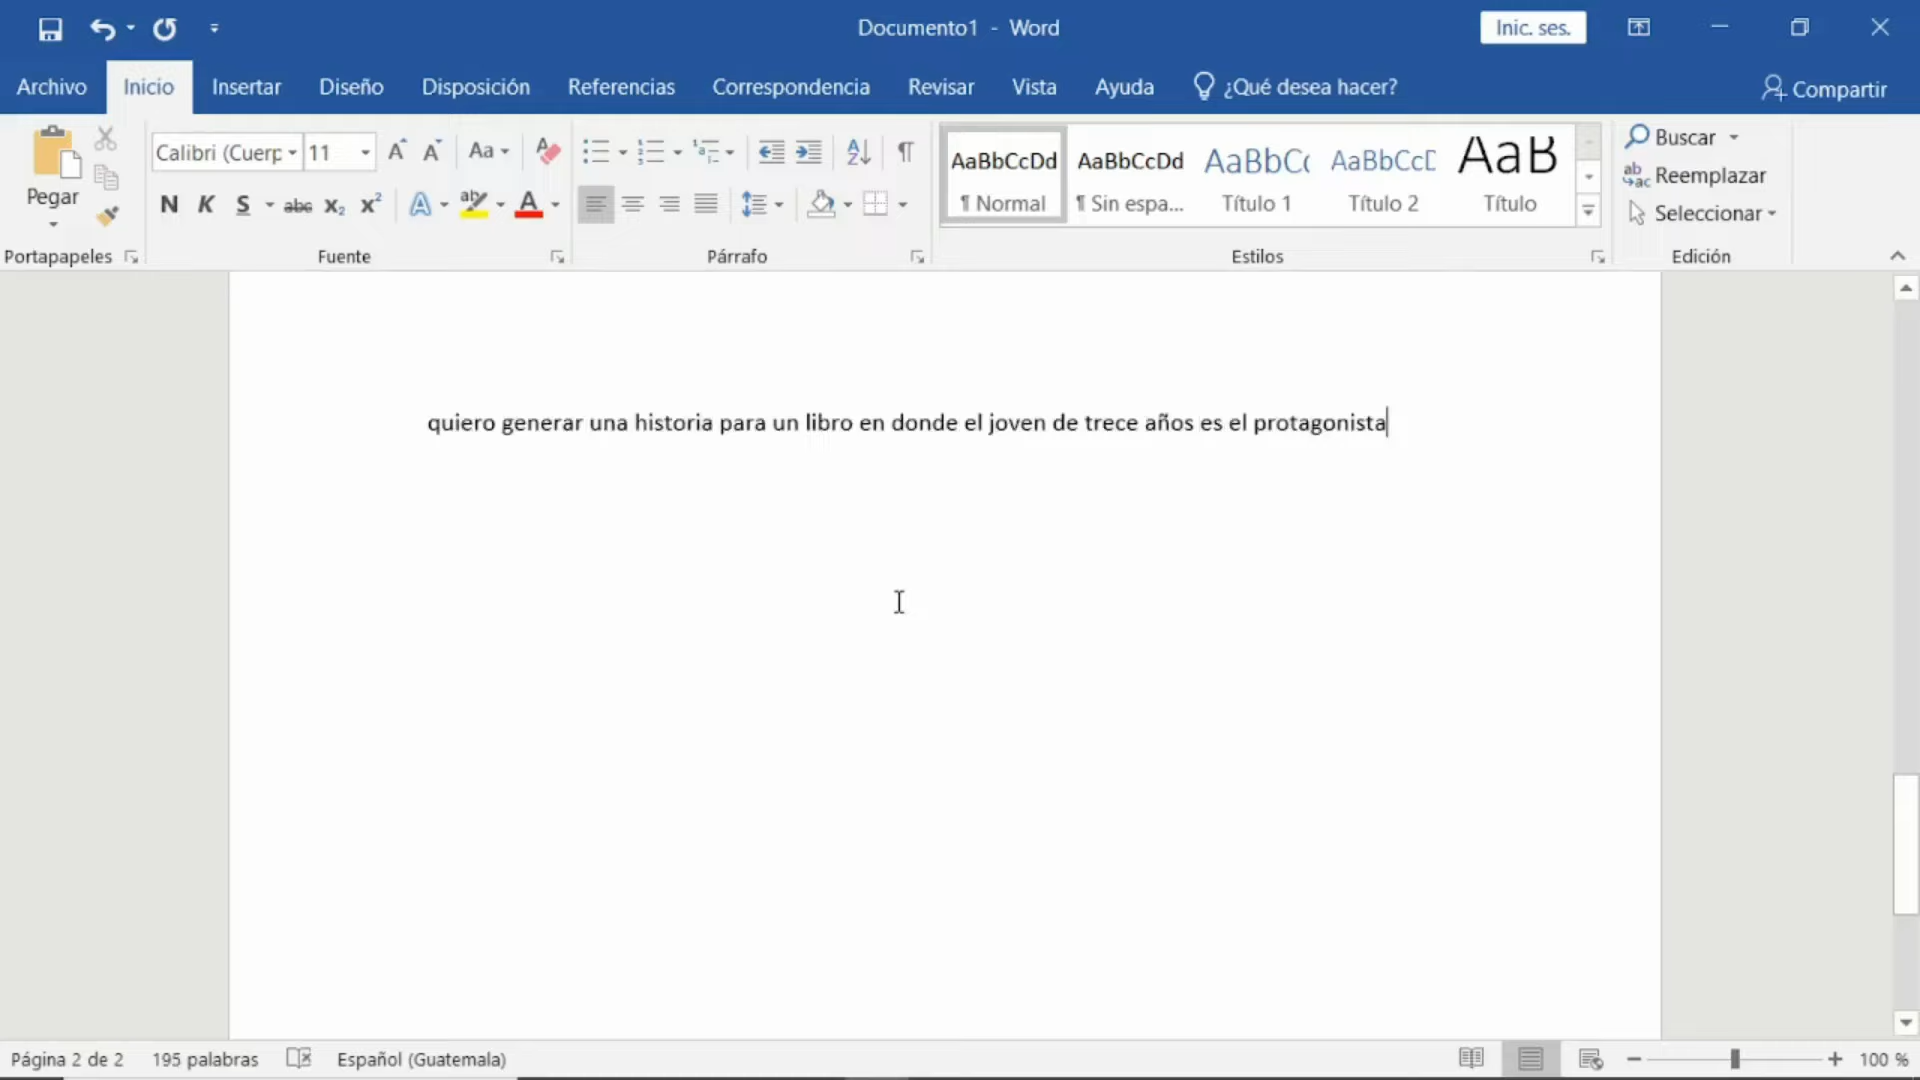 Documento1 - Word
Inic. ses.
Archivo Inicio Insertar Diseño Disposición Referencias Correspondencia Revisar Vista Ayuda ¿Qué desea hacer? Compartir
Pegar
Calibri (Cuerp 11 Aa
N K S abc x₂ x² A aby A
AaBbCcDd AaBbCcDd AaBbCc AaBbCcD AaB
¶ Normal ¶ Sin espa... Título 1 Título 2 Título
Buscar
Reemplazar
Seleccionar
Portapapeles Fuente Párrafo Estilos Edición
quiero generar una historia para un libro en donde el joven de trece años es el protagonista
Página 2 de 2 195 palabras Español (Guatemala) 100 %